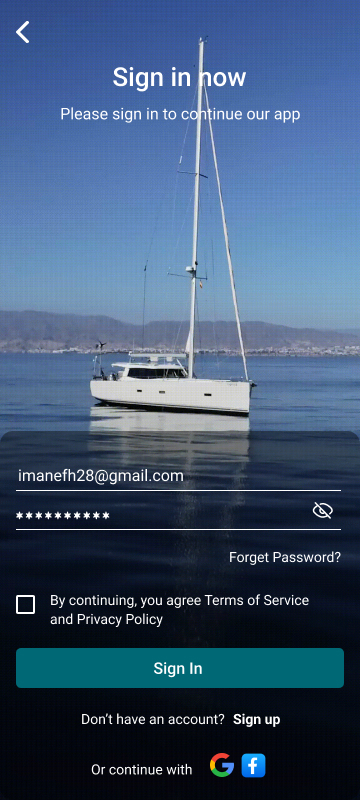 Sign in now
Please sign in to continue our app
imanefh28@gmail.com
**********
Forget Password?
By continuing, you agree Terms of Service
and Privacy Policy
Sign In
Don’t have an account? Sign up
Or continue with